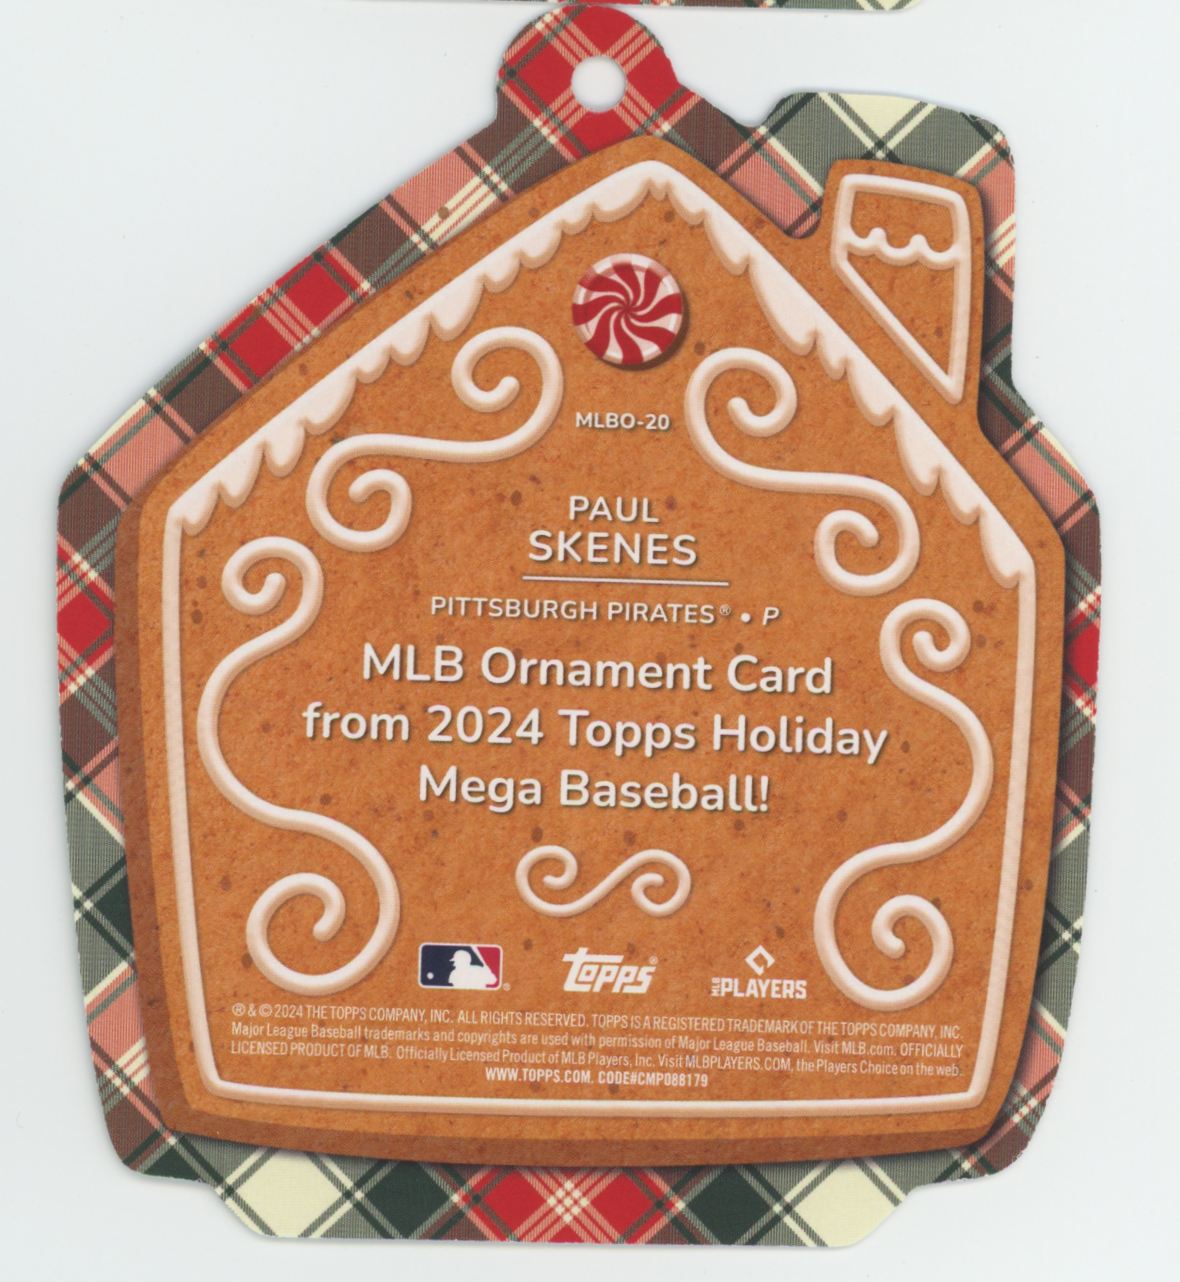 MLBO-20
PAUL
SKENES
PITTSBURGH PIRATES® • P
MLB Ornament Card
from 2024 Topps Holiday
Mega Baseball!
®
topps®
MLB PLAYERS
® & © 2024 THE TOPPS COMPANY, INC. ALL RIGHTS RESERVED. TOPPS IS A REGISTERED TRADEMARK OF THE TOPPS COMPANY, INC.
Major League Baseball trademarks and copyrights are used with permission of Major League Baseball. Visit MLB.com. OFFICIALLY
LICENSED PRODUCT OF MLB. Officially Licensed Product of MLB Players, Inc. Visit MLBPLAYERS.COM, the Players Choice on the web.
WWW.TOPPS.COM. CODE#CMP088179